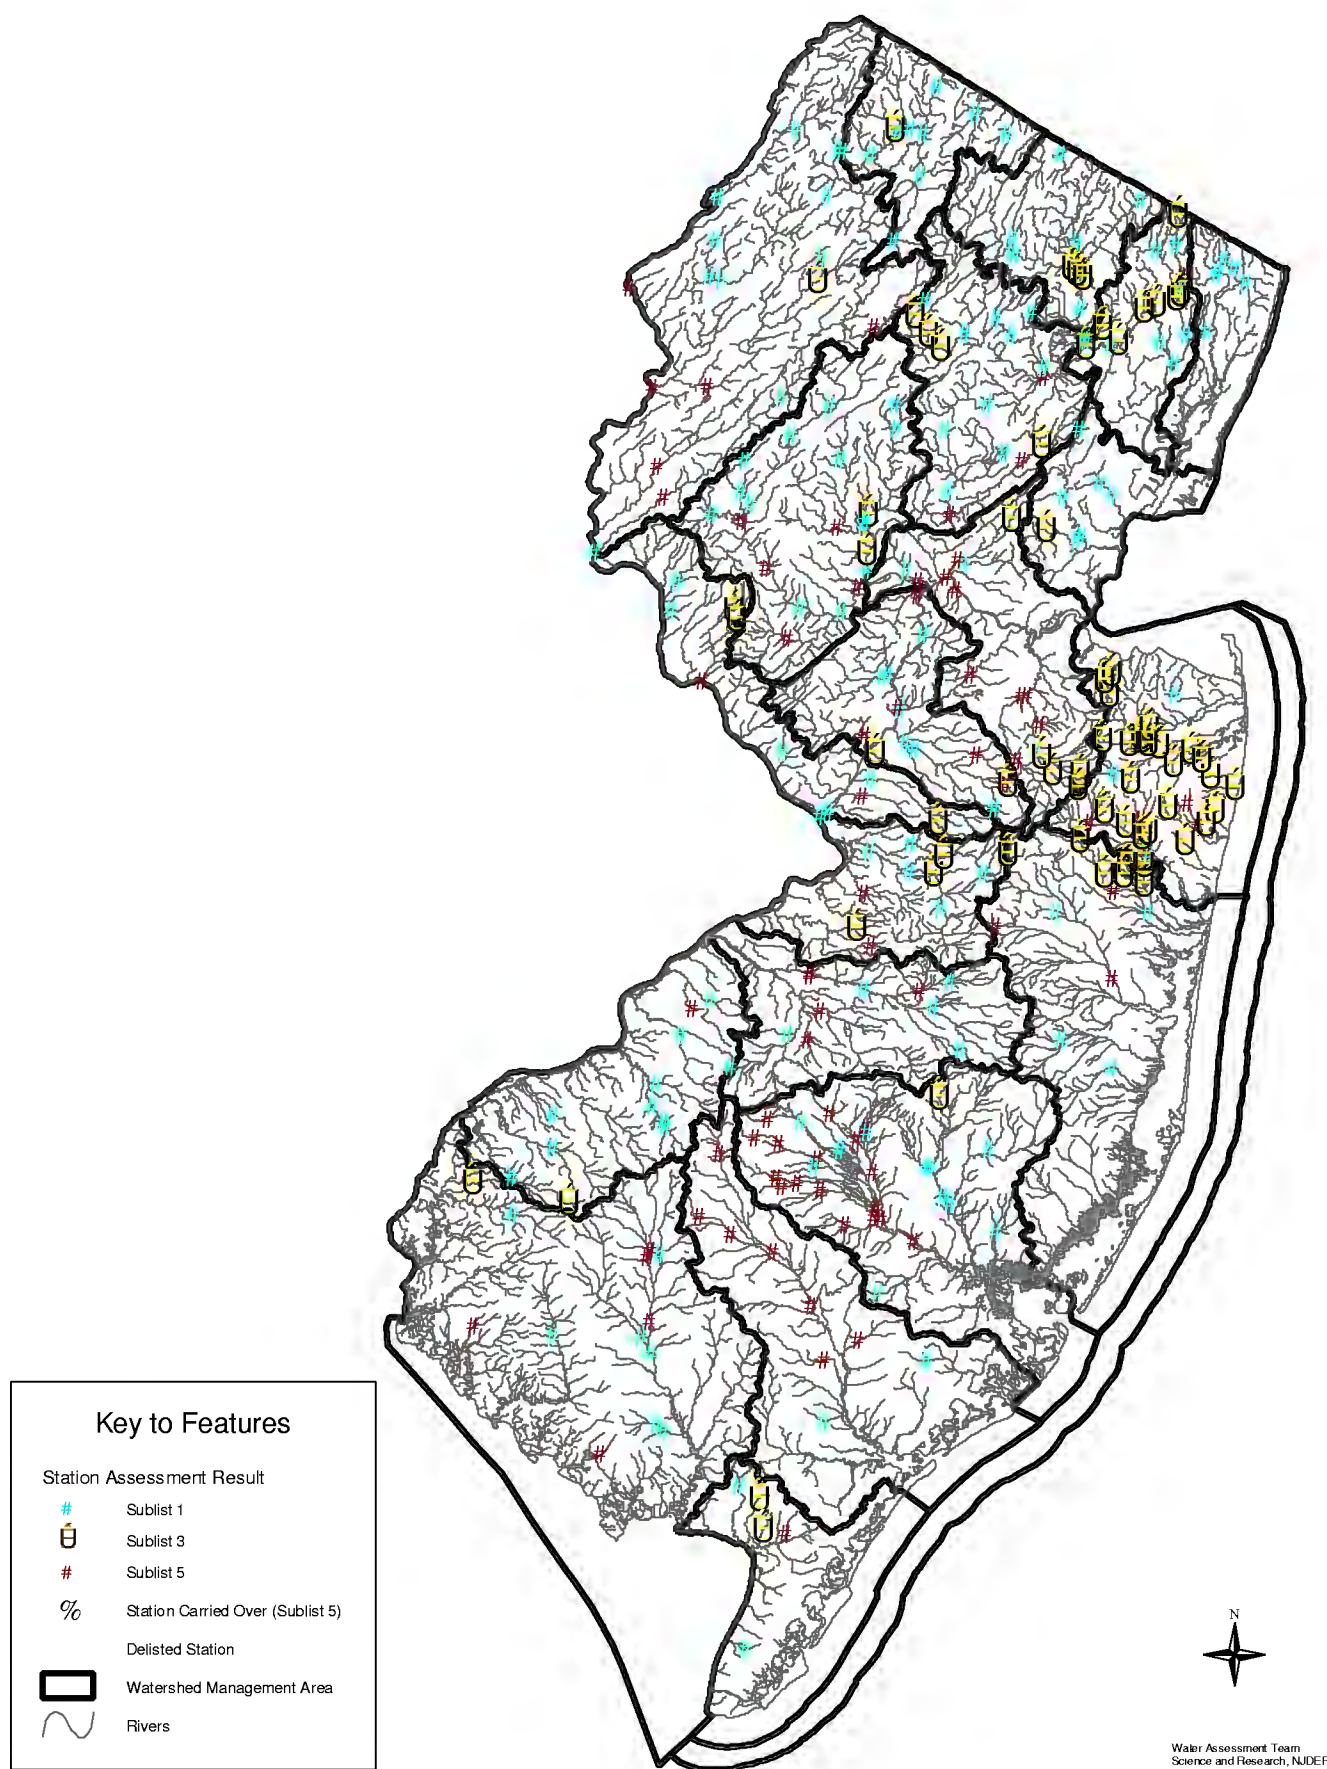 Key to Features
Station Assessment Result
# Sublist 1
Sublist 3
# Sublist 5
% Station Carried Over (Sublist 5)
Delisted Station
Watershed Management Area
Rivers
N
Water Assessment Team
Science and Research, NJDEP